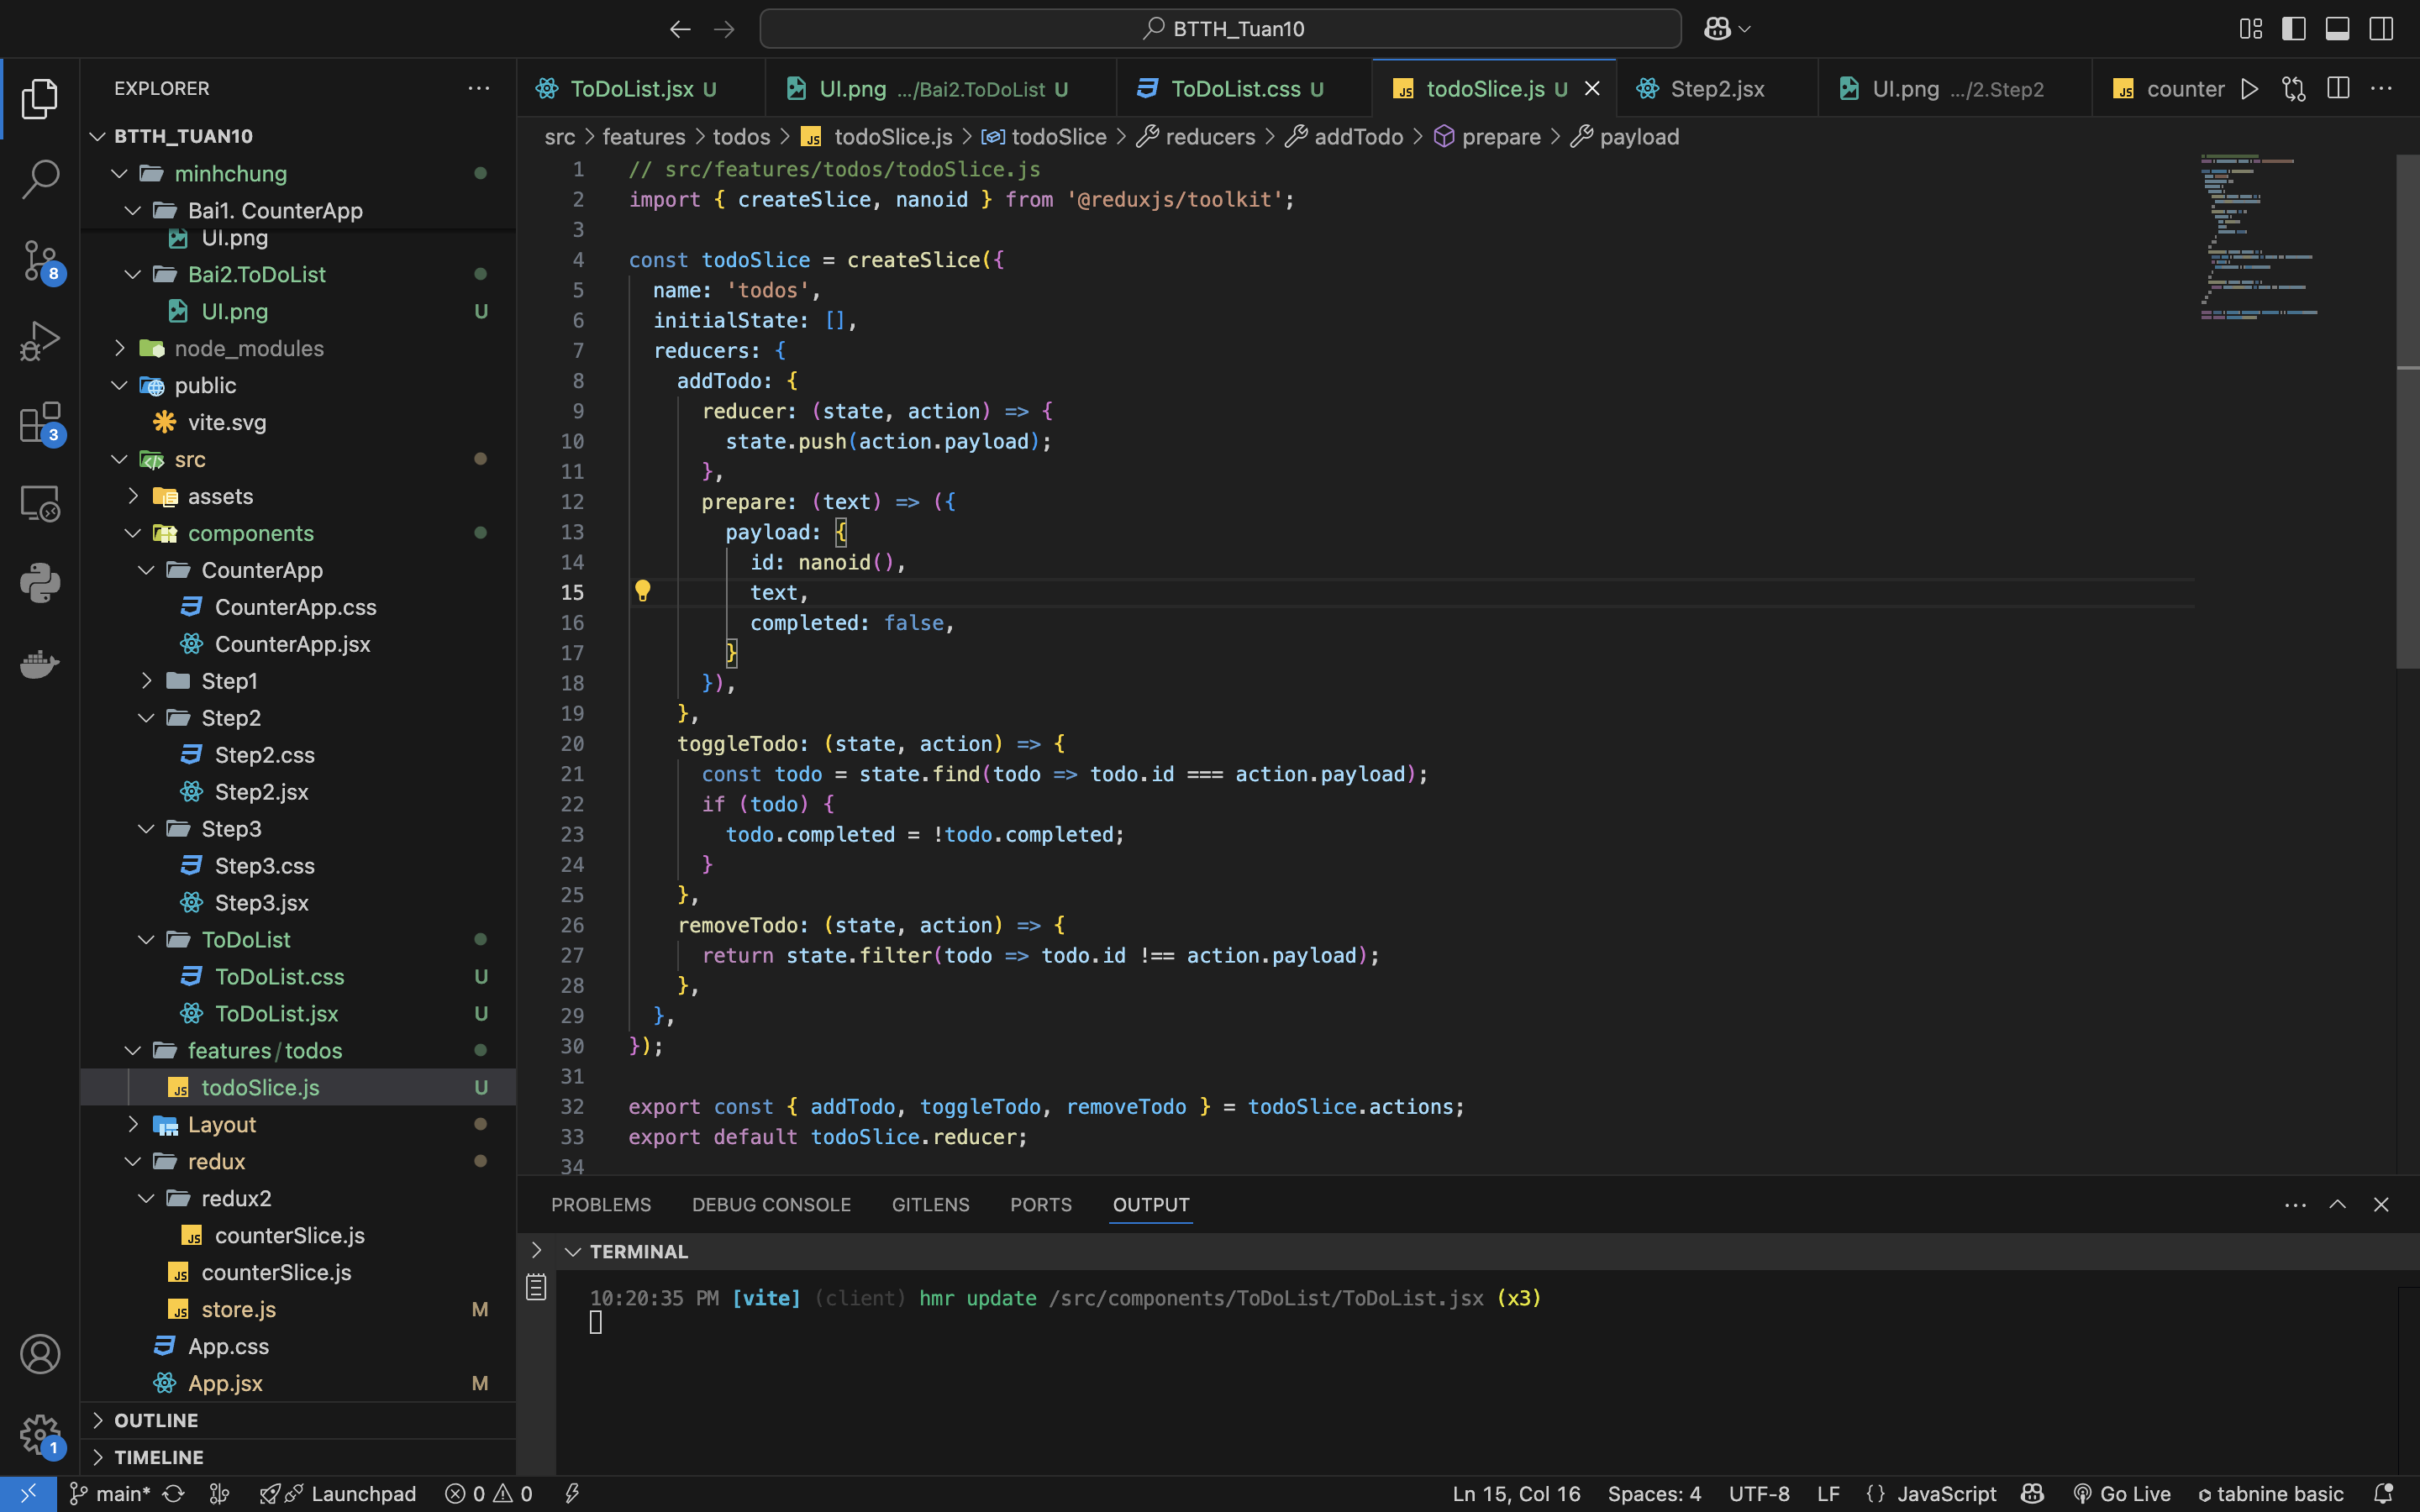 BTTH_Tuan10
EXPLORER
BTTH_TUAN10
minhchung
Bai1. CounterApp
UI.png
Bai2.ToDoList
UI.png U
node_modules
public
vite.svg
src
assets
components
CounterApp
CounterApp.css
CounterApp.jsx
Step1
Step2
Step2.css
Step2.jsx
Step3
Step3.css
Step3.jsx
ToDoList
ToDoList.css U
ToDoList.jsx U
features/todos
todoSlice.js U
Layout
redux
redux2
counterSlice.js
counterSlice.js
store.js M
App.css
App.jsx M
OUTLINE
TIMELINE
8
3
1
ToDoList.jsx U UI.png .../Bai2.ToDoList U ToDoList.css U todoSlice.js U Step2.jsx UI.png .../2.Step2 counter
src > features > todos > todoSlice.js > todoSlice > reducers > addTodo > prepare > payload
1 // src/features/todos/todoSlice.js
2 import { createSlice, nanoid } from '@reduxjs/toolkit';
3
4 const todoSlice = createSlice({
5 name: 'todos',
6 initialState: [],
7 reducers: {
8 addTodo: {
9 reducer: (state, action) => {
10 state.push(action.payload);
11 },
12 prepare: (text) => ({
13 payload: {
14 id: nanoid(),
15 text,
16 completed: false,
17 }
18 }),
19 },
20 toggleTodo: (state, action) => {
21 const todo = state.find(todo => todo.id === action.payload);
22 if (todo) {
23 todo.completed = !todo.completed;
24 }
25 },
26 removeTodo: (state, action) => {
27 return state.filter(todo => todo.id !== action.payload);
28 },
29 },
30 });
31
32 export const { addTodo, toggleTodo, removeTodo } = todoSlice.actions;
33 export default todoSlice.reducer;
34
PROBLEMS DEBUG CONSOLE GITLENS PORTS OUTPUT
TERMINAL
10:20:35 PM [vite] (client) hmr update /src/components/ToDoList/ToDoList.jsx (x3)
main* Launchpad 0 0 Ln 15, Col 16 Spaces: 4 UTF-8 LF {} JavaScript Go Live tabnine basic